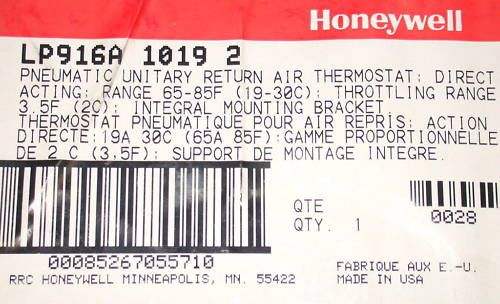 Honeywell
LP916A 1019 2
PNEUMATIC UNITARY RETURN AIR THERMOSTAT: DIRECT
ACTING: RANGE 65-85F (19-30C): THROTTLING RANGE
3.5F (2C): INTEGRAL MOUNTING BRACKET.
THERMOSTAT PNEUMATIQUE POUR AIR REPRIS: ACTION
DIRECTE:19A 30C (65A 85F):GAMME PROPORTIONNELLE
DE 2 C (3,5F): SUPPORT DE MONTAGE INTEGRE.
QTE
QTY. 1
0028
00085267055710
RRC HONEYWELL MINNEAPOLIS, MN. 55422
FABRIQUE AUX E.-U.
MADE IN USA